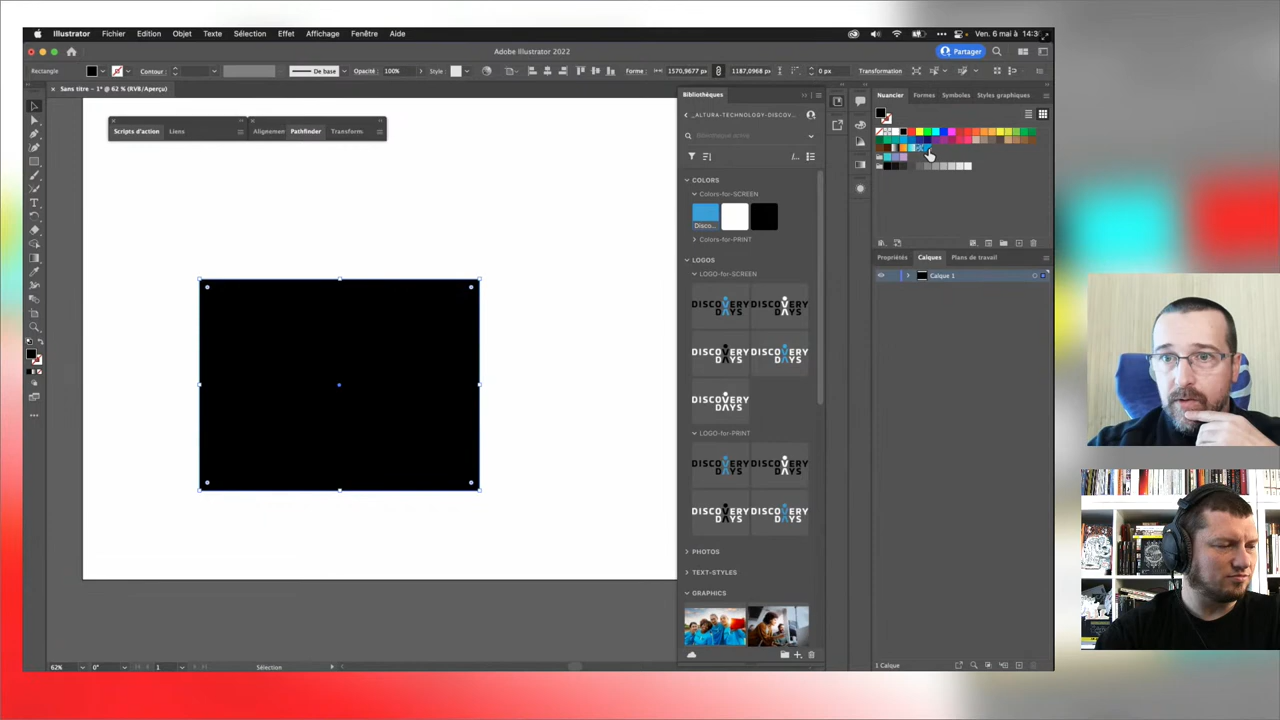 Illustrator Fichier Edition Objet Texte Sélection Effet Affichage Fenêtre Aide
Ven. 6 mai à 14:3
Adobe Illustrator 2022
Partager
Rectangle
Contour :
De base
Opacité : 100%
Style :
Forme : 1570,9677 p 1187,0968 p
0 px
Transformation
Sans titre - 1* @ 62 % (RVB/Aperçu)
Bibliothèques
Nuancier Formes Symboles Styles graphiques
_ALTURA-TECHNOLOGY-DISCOV...
Scripts d'action Liens
Alignemen Pathfinder Transform
COLORS
Colors-for-SCREEN
Disco...
Colors-for-PRINT
LOGOS
LOGO-for-SCREEN
DISCOVERY DAYS
DISCOVERY DAYS
DISCOVERY DAYS
DISCOVERY DAYS
DISCOVERY DAYS
LOGO-for-PRINT
DISCOVERY DAYS
DISCOVERY DAYS
DISCOVERY DAYS
DISCOVERY DAYS
PHOTOS
TEXT-STYLES
GRAPHICS
Propriétés Calques Plans de travail
Calque 1
62% 0° 1 Sélection
1 Calque